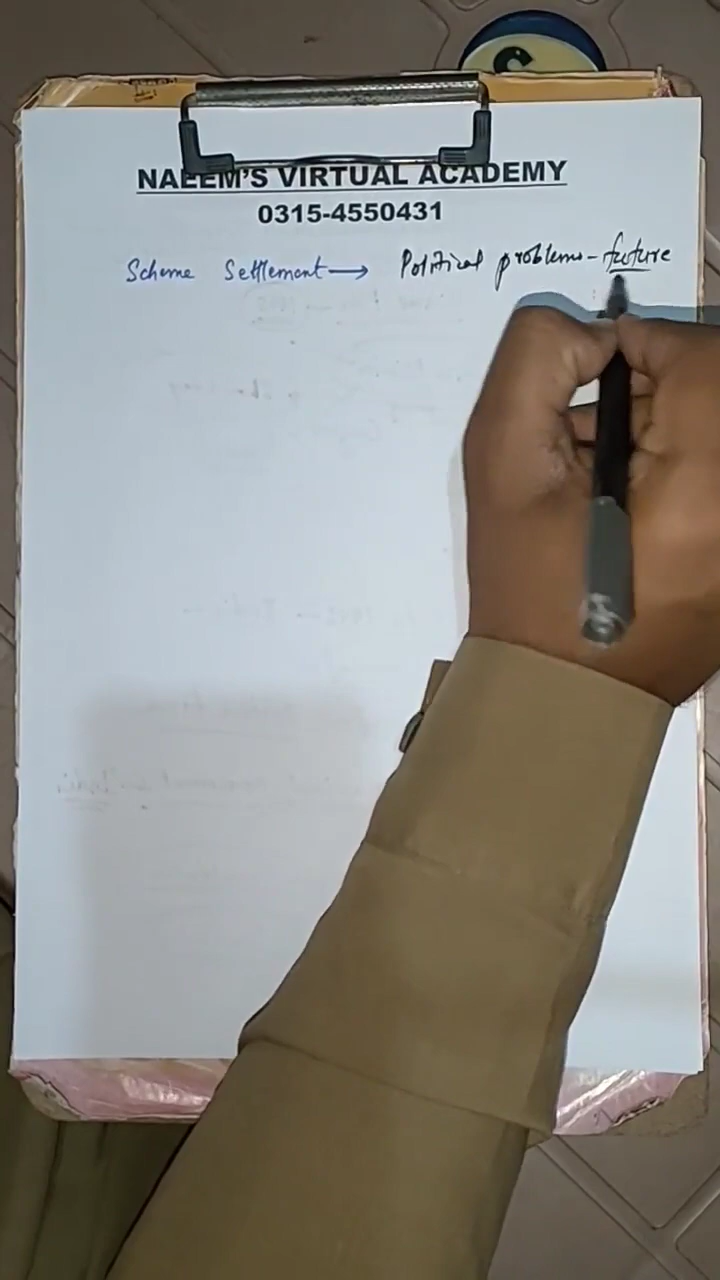 NAEEM'S VIRTUAL ACADEMY
0315-4550431
Scheme Settlement → Political problems - future